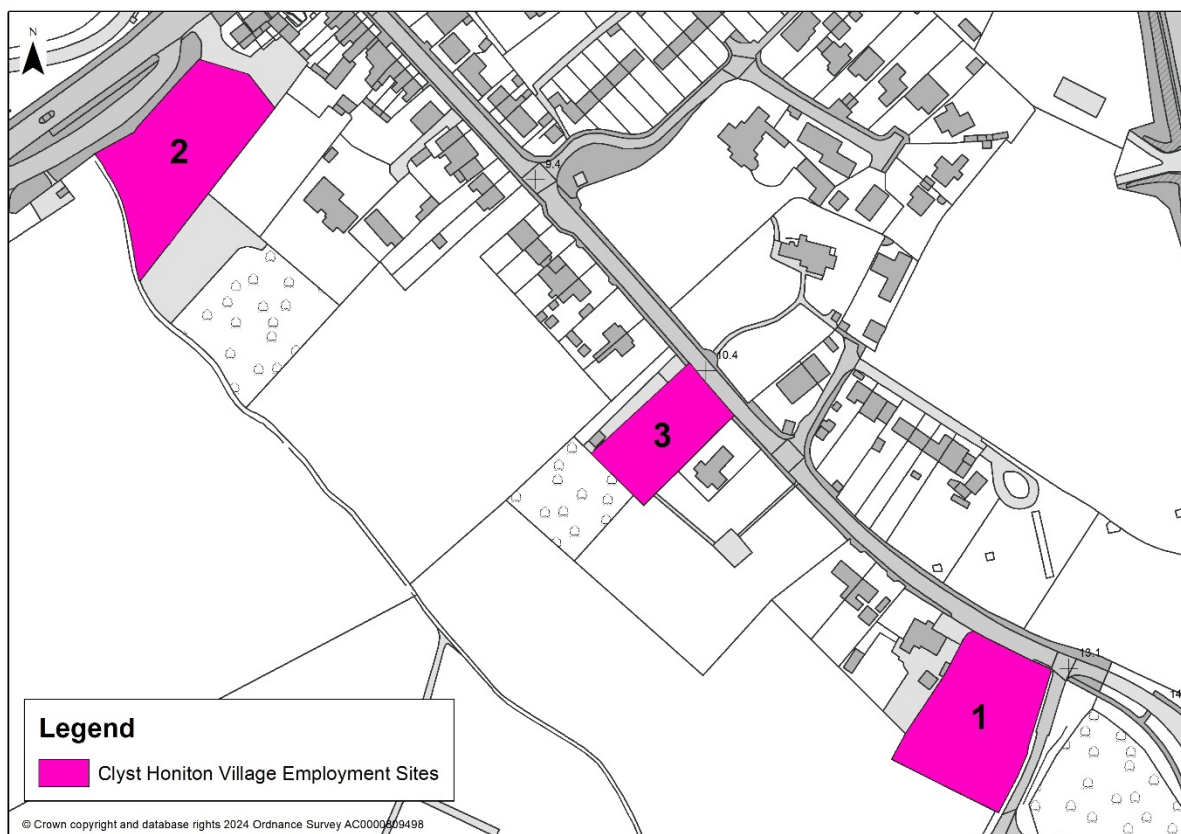 N
2
9.4
10.4
3
13.1
14
1
Legend
Clyst Honiton Village Employment Sites
© Crown copyright and database rights 2024 Ordnance Survey AC0000809498